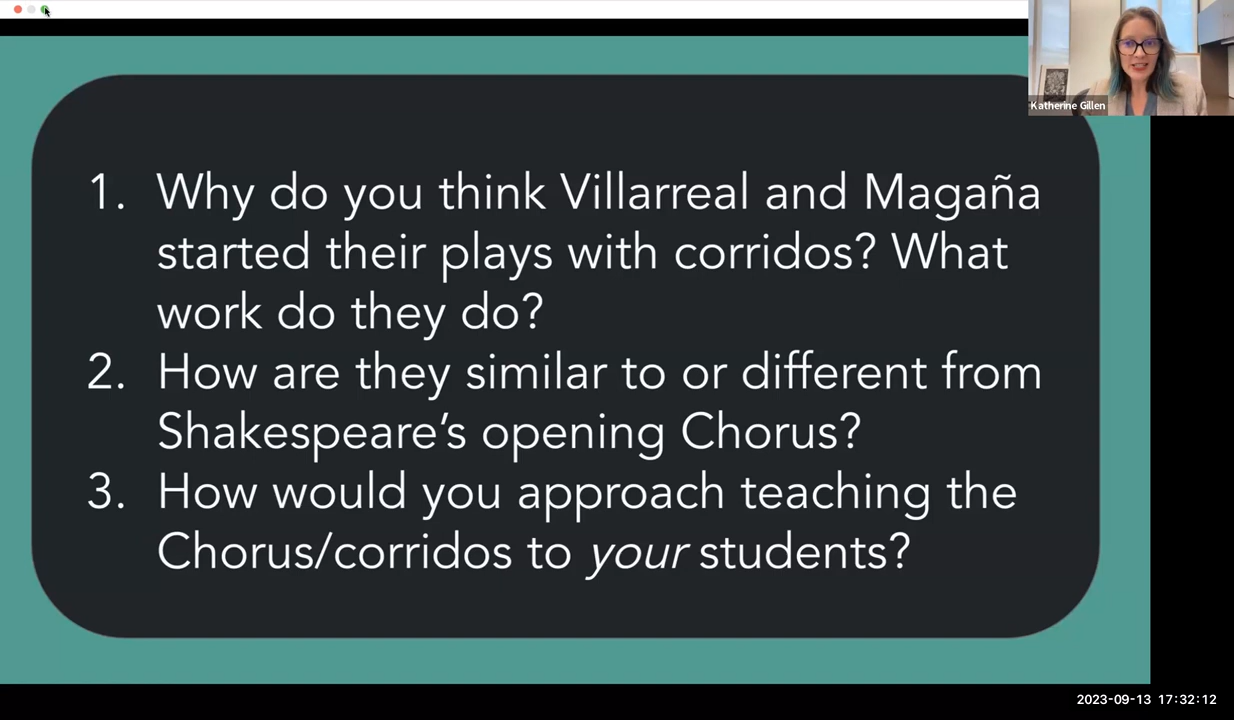 Katherine Gillen
1. Why do you think Villarreal and Magaña
started their plays with corridos? What
work do they do?
2. How are they similar to or different from
Shakespeare’s opening Chorus?
3. How would you approach teaching the
Chorus/corridos to your students?
2023-09-13 17:32:12